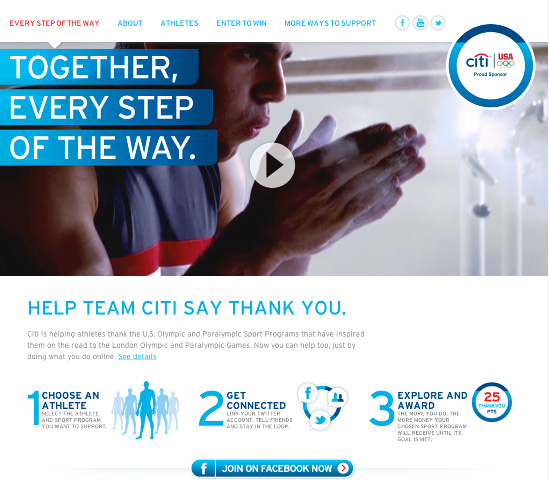 EVERY STEP OF THE WAY ABOUT ATHLETES ENTER TO WIN MORE WAYS TO SUPPORT f You Tube
TOGETHER,
EVERY STEP
OF THE WAY.
citi USA
Proud Sponsor
HELP TEAM CITI SAY THANK YOU.
Citi is helping athletes thank the U.S. Olympic and Paralympic Sport Programs that have inspired
them on the road to the London Olympic and Paralympic Games. Now you can help too, just by
doing what you do online. See details
1 CHOOSE AN
ATHLETE
SELECT THE ATHLETE
AND SPORT PROGRAM
YOU WANT TO SUPPORT.
2 GET
CONNECTED
LINK YOUR TWITTER
ACCOUNT, TELL FRIENDS
AND STAY IN THE LOOP.
f
3 EXPLORE AND
AWARD
THE MORE YOU DO, THE
MORE MONEY YOUR
CHOSEN SPORT PROGRAM
WILL RECEIVE UNTIL ITS
GOAL IS MET.
25
THANKYOU
PTS
f JOIN ON FACEBOOK NOW